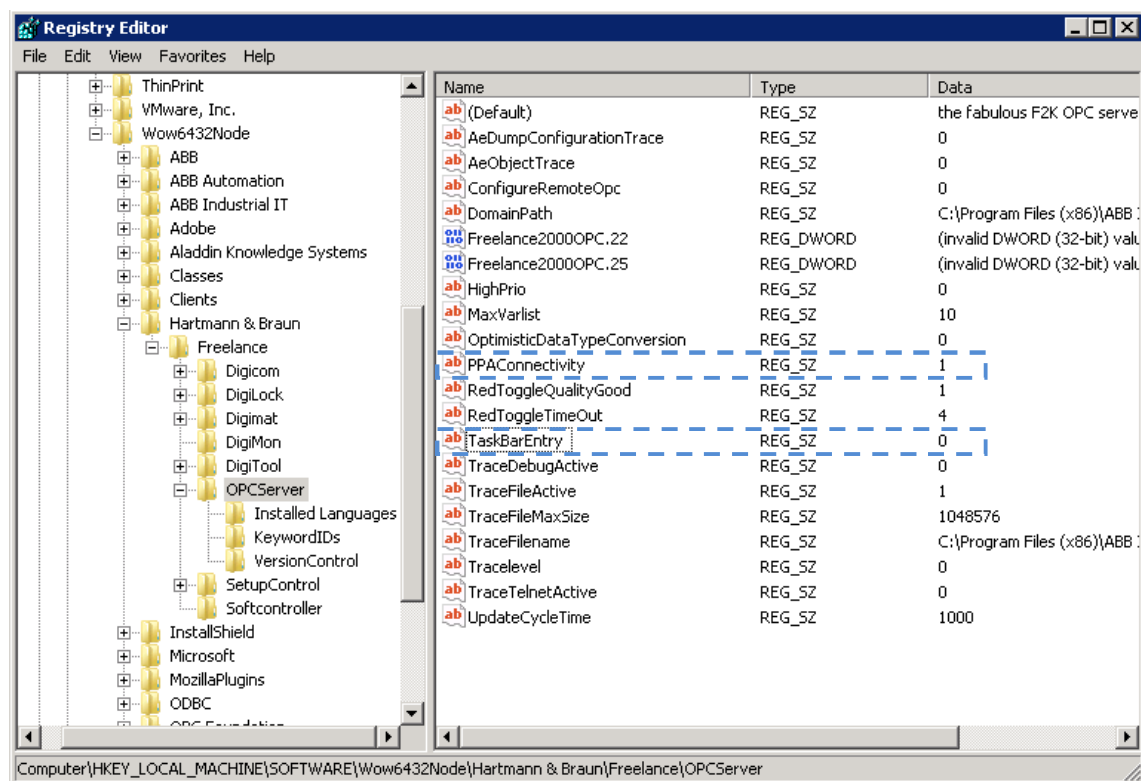 Registry Editor
File Edit View Favorites Help
ThinPrint
VMware, Inc.
Wow6432Node
ABB
ABB Automation
ABB Industrial IT
Adobe
Aladdin Knowledge Systems
Classes
Clients
Hartmann & Braun
Freelance
Digicom
DigiLock
Digimat
DigiMon
DigiTool
OPCServer
Installed Languages
KeywordIDs
VersionControl
SetupControl
Softcontroller
InstallShield
Microsoft
MozillaPlugins
ODBC
Name Type Data
(Default) REG_SZ the fabulous F2K OPC serve
AeDumpConfigurationTrace REG_SZ 0
AeObjectTrace REG_SZ 0
ConfigureRemoteOpc REG_SZ 0
DomainPath REG_SZ C:\Program Files (x86)\ABB
Freelance2000OPC.22 REG_DWORD (invalid DWORD (32-bit) valu
Freelance2000OPC.25 REG_DWORD (invalid DWORD (32-bit) valu
HighPrio REG_SZ 0
MaxVarlist REG_SZ 10
OptimisticDataTypeConversion REG_SZ 0
PPAConnectivity REG_SZ 1
RedToggleQualityGood REG_SZ 1
RedToggleTimeOut REG_SZ 4
TaskBarEntry REG_SZ 0
TraceDebugActive REG_SZ 0
TraceFileActive REG_SZ 1
TraceFileMaxSize REG_SZ 1048576
TraceFilename REG_SZ C:\Program Files (x86)\ABB
Tracelevel REG_SZ 0
TraceTelnetActive REG_SZ 0
UpdateCycleTime REG_SZ 1000
Computer\HKEY_LOCAL_MACHINE\SOFTWARE\Wow6432Node\Hartmann & Braun\Freelance\OPCServer